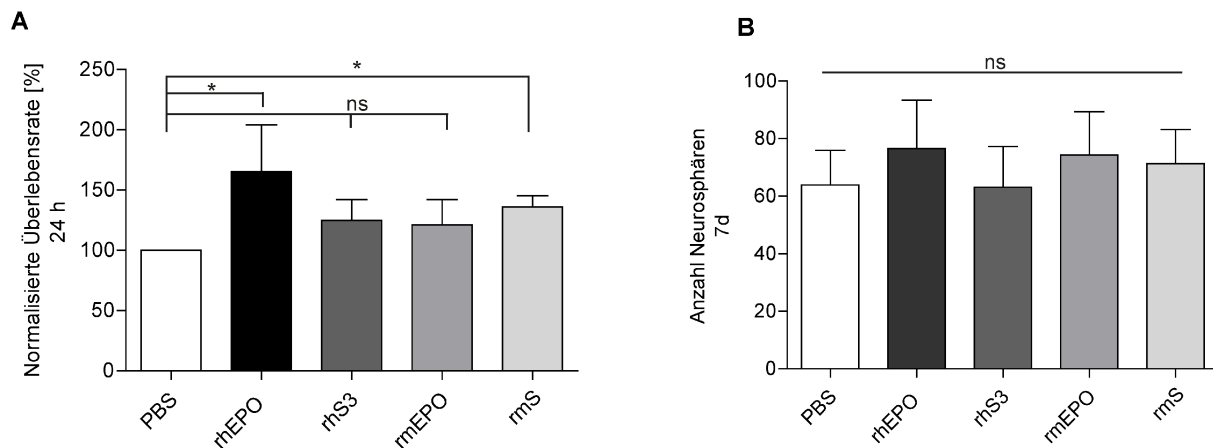 A
Normalisierte Überlebensrate [%]
24 h
250
200
150
100
50
0
*
*
ns
PBS
rhEPO
rhS3
rmEPO
rmS
B
Anzahl Neurosphären
7d
100
80
60
40
20
0
ns
PBS
rhEPO
rhS3
rmEPO
rmS